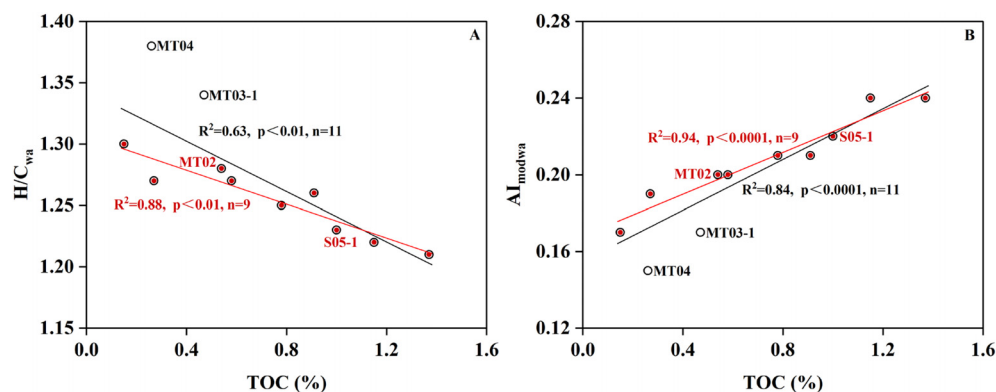 A
1.40
1.35
1.30
1.25
1.20
1.15
H/Cwa
MT04
MT03-1
R²=0.63, p<0.01, n=11
MT02
R²=0.88, p<0.01, n=9
S05-1
0.0 0.4 0.8 1.2 1.6
TOC (%)
B
0.28
0.24
0.20
0.16
0.12
AImodwa
R²=0.94, p<0.0001, n=9
S05-1
MT02
R²=0.84, p<0.0001, n=11
MT03-1
MT04
0.0 0.4 0.8 1.2 1.6
TOC (%)